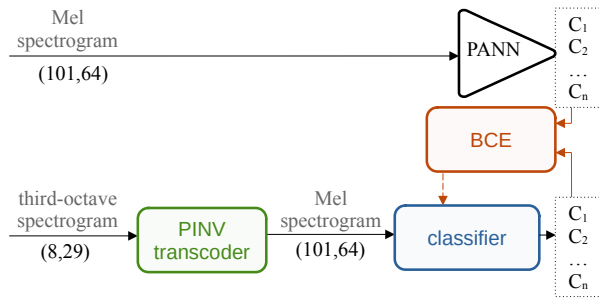 Mel
spectrogram
(101,64)
PANN
C1
C2
...
Cn
BCE
third-octave
spectrogram
(8,29)
PINV
transcoder
Mel
spectrogram
(101,64)
classifier
C1
C2
...
Cn